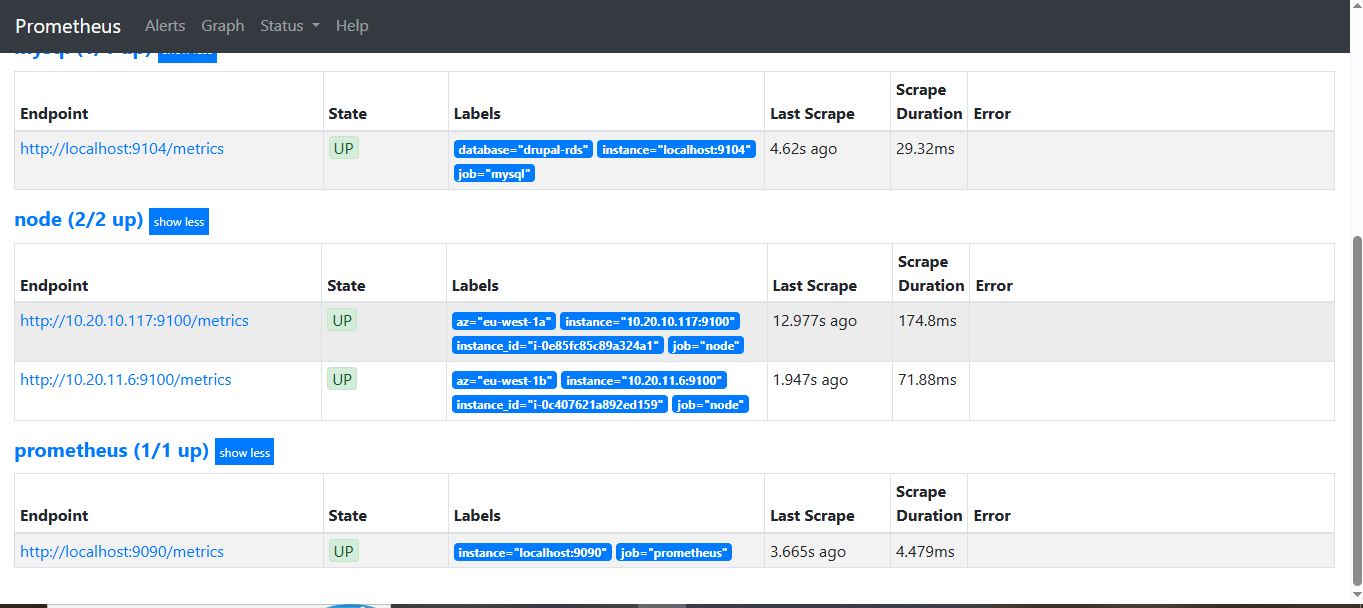 Prometheus Alerts Graph Status Help
mysql (1/1 up)
Endpoint State Labels Last Scrape Scrape Duration Error
http://localhost:9104/metrics UP database="drupal-rds" instance="localhost:9104" 4.62s ago 29.32ms
job="mysql"
node (2/2 up) show less
Endpoint State Labels Last Scrape Scrape Duration Error
http://10.20.10.117:9100/metrics UP az="eu-west-1a" instance="10.20.10.117:9100" 12.977s ago 174.8ms
instance_id="i-0e85fc85c89a324a1" job="node"
http://10.20.11.6:9100/metrics UP az="eu-west-1b" instance="10.20.11.6:9100" 1.947s ago 71.88ms
instance_id="i-0c407621a892ed159" job="node"
prometheus (1/1 up) show less
Endpoint State Labels Last Scrape Scrape Duration Error
http://localhost:9090/metrics UP instance="localhost:9090" job="prometheus" 3.665s ago 4.479ms